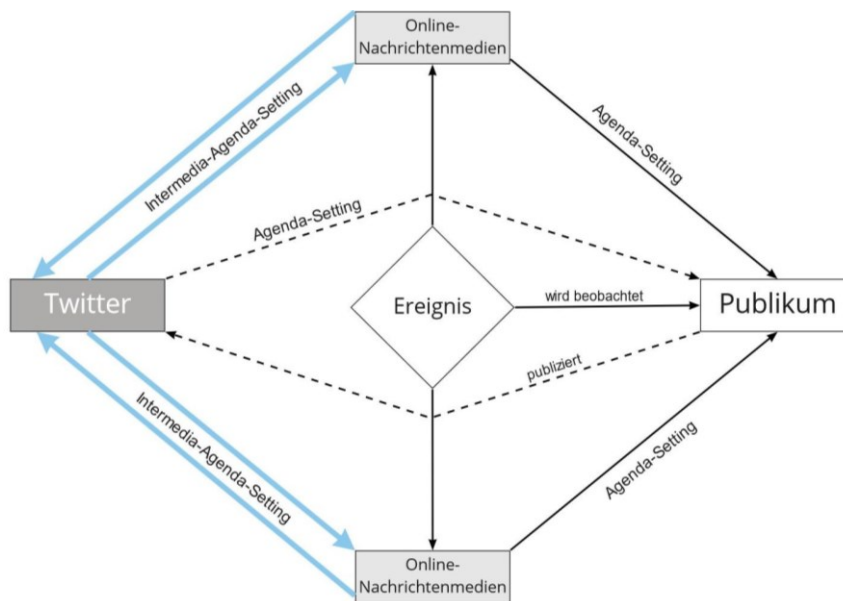 Online-
Nachrichtenmedien
Intermedia-Agenda-Setting
Agenda-Setting
Agenda-Setting
Twitter
Ereignis
wird beobachtet
Publikum
publiziert
Intermedia-Agenda-Setting
Agenda-Setting
Online-
Nachrichtenmedien